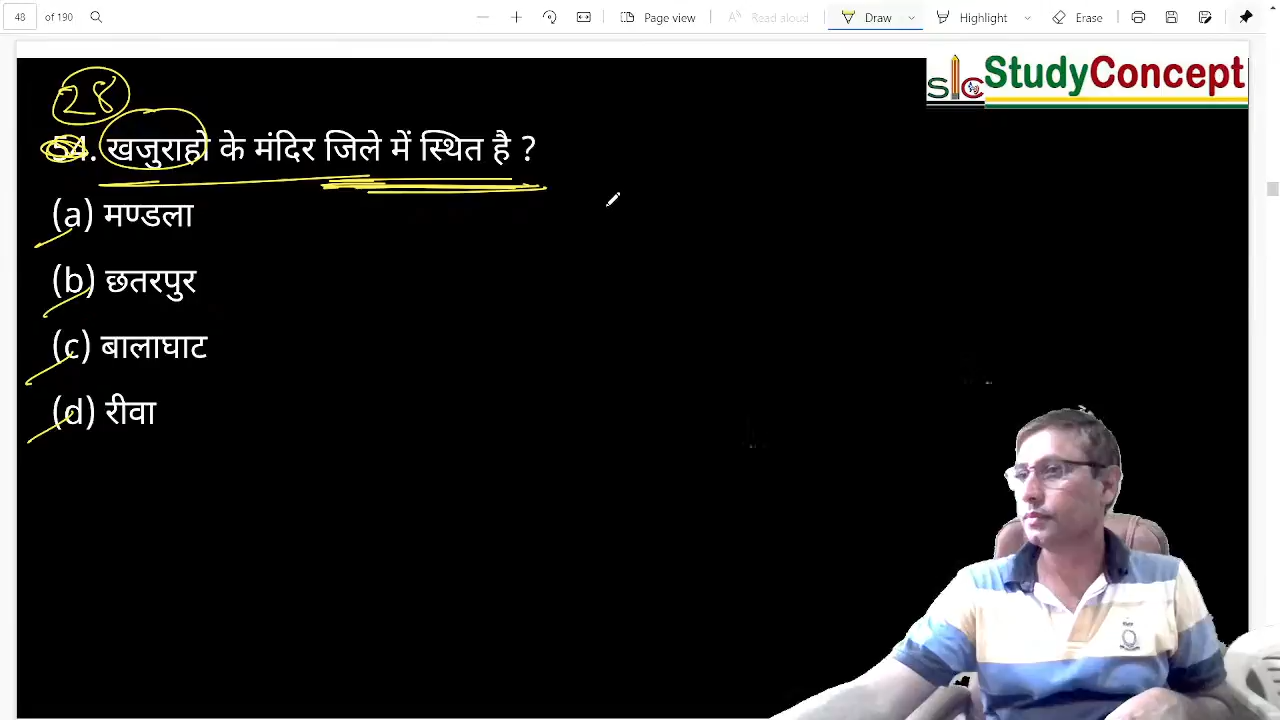 48 of 190
Page view
Read aloud
Draw
Highlight
Erase
StudyConcept
28
54. खजुराहो के मंदिर जिले में स्थित है ?
(a) मण्डला
(b) छतरपुर
(c) बालाघाट
(d) रीवा